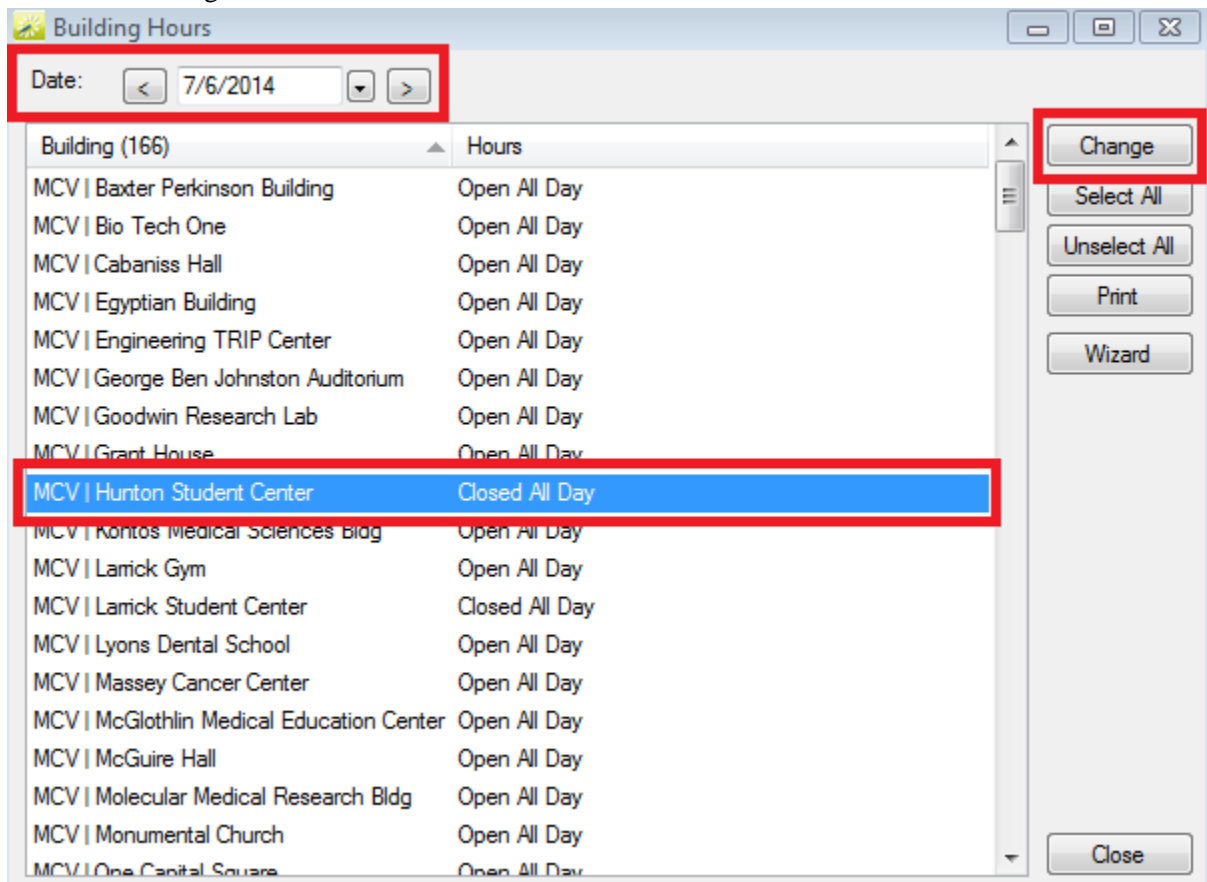 Building Hours
Date: < 7/6/2014 >
Building (166) Hours
Change
MCV | Baxter Perkinson Building Open All Day
Select All
MCV | Bio Tech One Open All Day
Unselect All
MCV | Cabaniss Hall Open All Day
MCV | Egyptian Building Open All Day
Print
MCV | Engineering TRIP Center Open All Day
Wizard
MCV | George Ben Johnston Auditorium Open All Day
MCV | Goodwin Research Lab Open All Day
MCV | Grant House Open All Day
MCV | Hunton Student Center Closed All Day
MCV | Kontos Medical Sciences Bldg Open All Day
MCV | Larrick Gym Open All Day
MCV | Larrick Student Center Closed All Day
MCV | Lyons Dental School Open All Day
MCV | Massey Cancer Center Open All Day
MCV | McGlothlin Medical Education Center Open All Day
MCV | McGuire Hall Open All Day
MCV | Molecular Medical Research Bldg Open All Day
MCV | Monumental Church Open All Day
Close
MCV | One Capital Square Open All Day